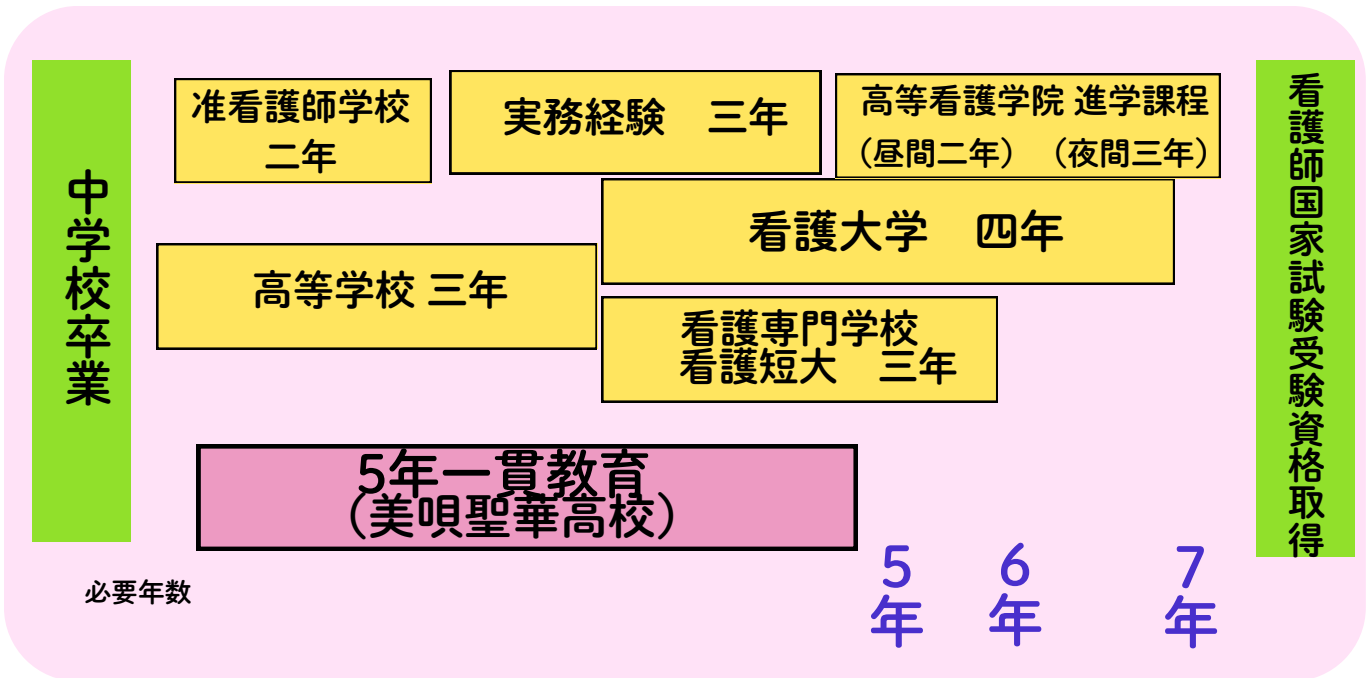 中学校卒業
准看護師学校
二年
実務経験　三年
高等看護学院 進学課程
（昼間二年）　（夜間三年）
看護大学　四年
高等学校 三年
看護専門学校
看護短大　三年
5年一貫教育
（美唄聖華高校）
看護師国家試験受験資格取得
必要年数
5年
6年
7年